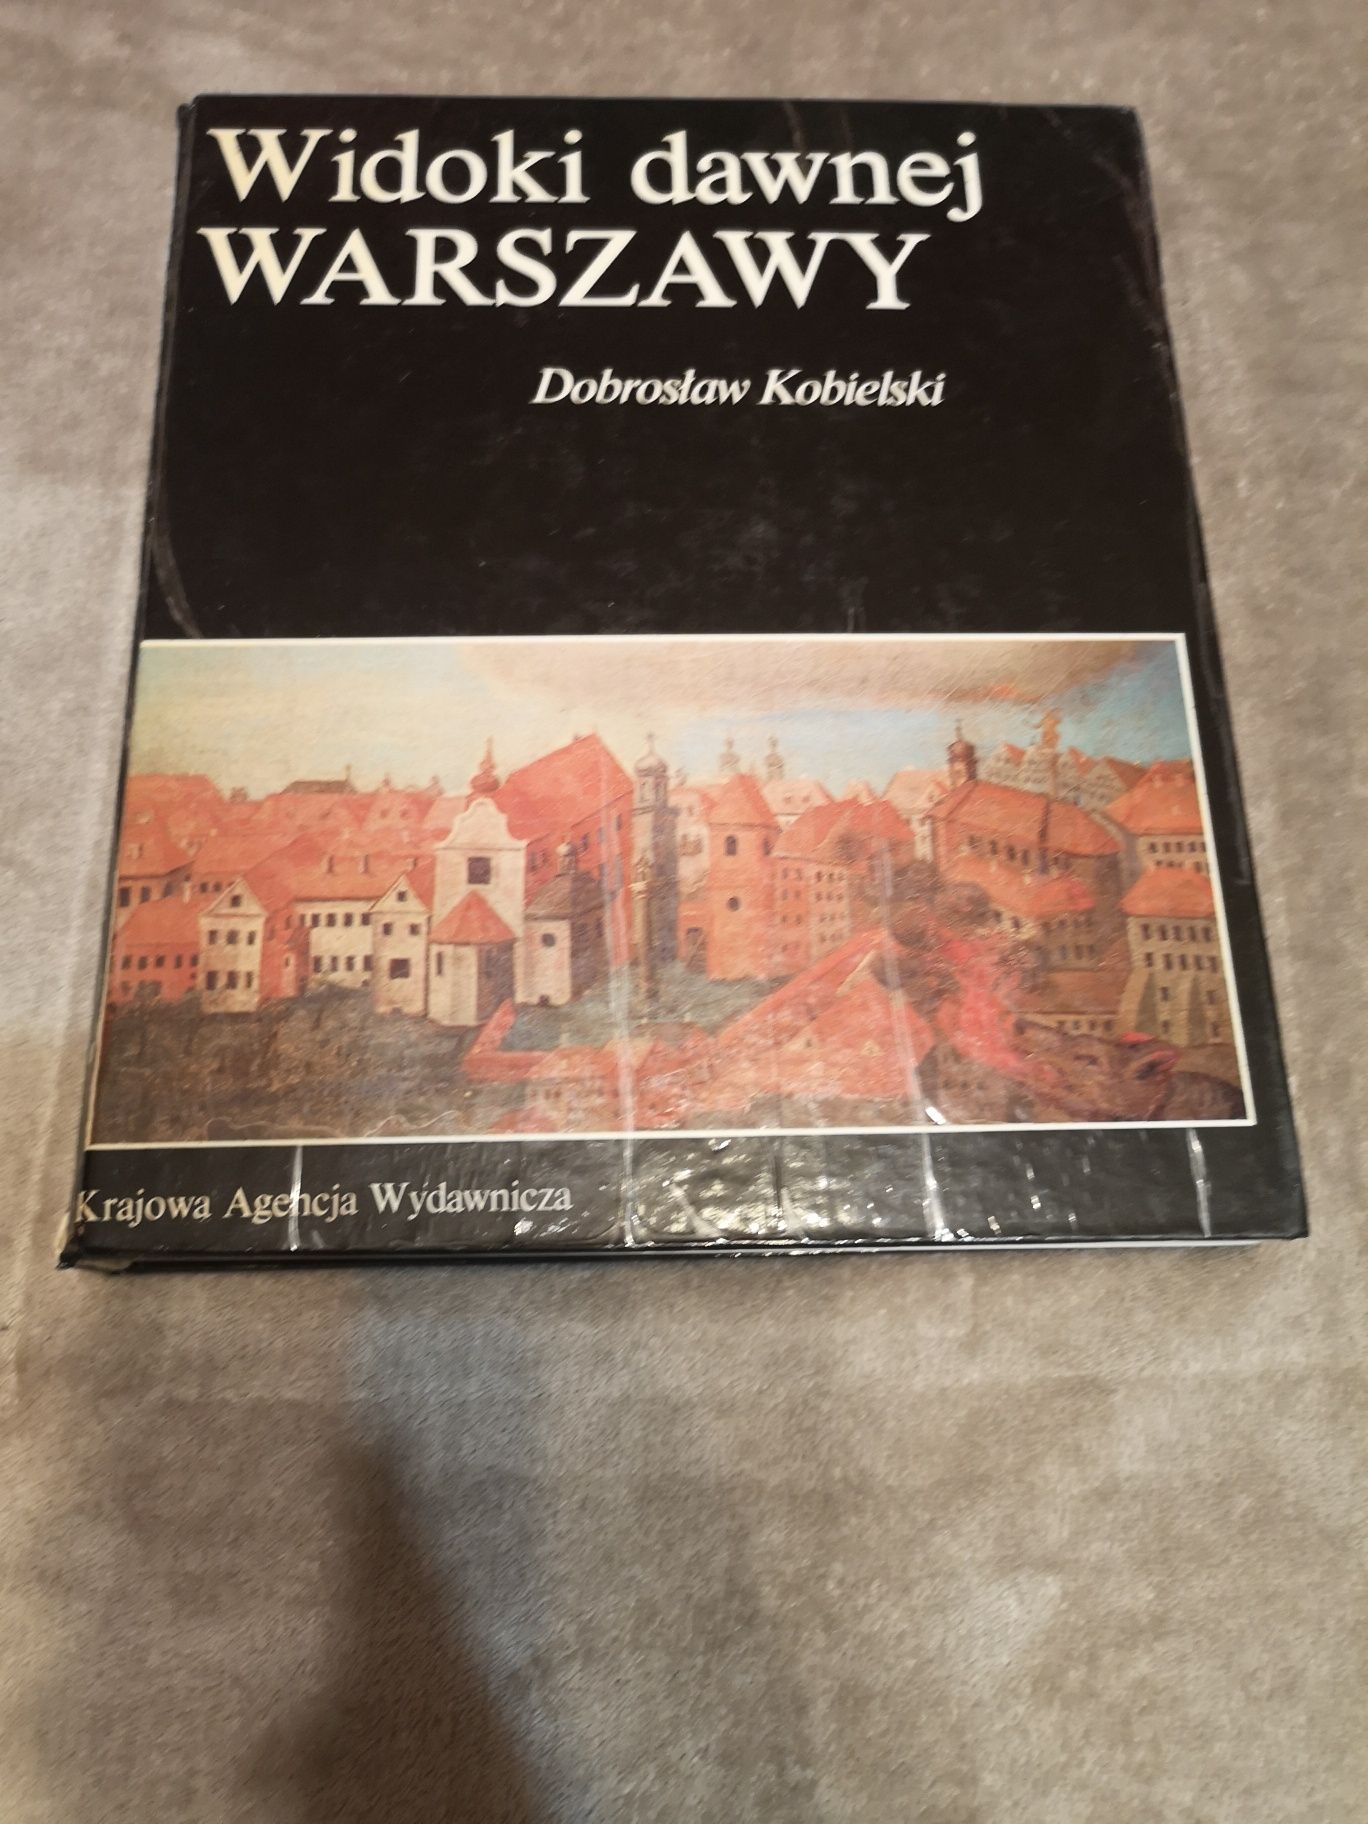 Widoki dawnej
WARSZAWY
Dobrosław Kobielski
Krajowa Agencja Wydawnicza